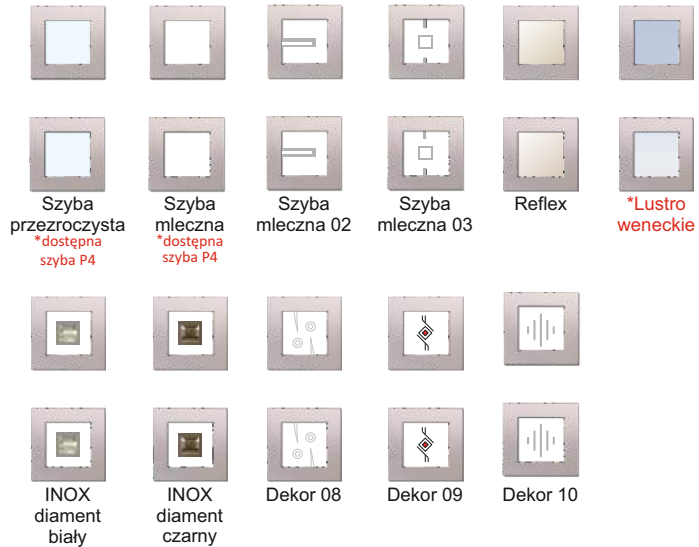 Szyba
przezroczysta
*dostępna
szyba P4
Szyba
mleczna
*dostępna
szyba P4
Szyba
mleczna 02
Szyba
mleczna 03
Reflex
*Lustro
weneckie
INOX
diament
biały
INOX
diament
czarny
Dekor 08
Dekor 09
Dekor 10